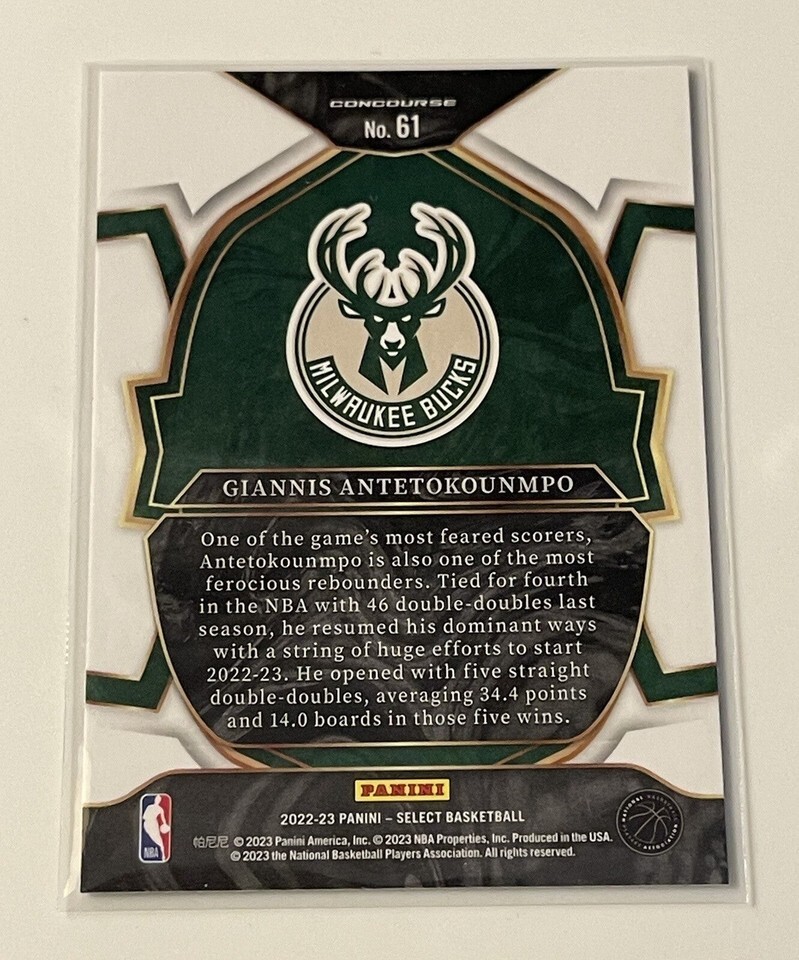 CONCOURSE
No. 61
MILWAUKEE BUCKS
GIANNIS ANTETOKOUNMPO
One of the game's most feared scorers,
Antetokounmpo is also one of the most
ferocious rebounders. Tied for fourth
in the NBA with 46 double-doubles last
season, he resumed his dominant ways
with a string of huge efforts to start
2022-23. He opened with five straight
double-doubles, averaging 34.4 points
and 14.0 boards in those five wins.
PANINI
2022-23 PANINI – SELECT BASKETBALL
帕尼尼 © 2023 Panini America, Inc. © 2023 NBA Properties, Inc. Produced in the USA.
© 2023 the National Basketball Players Association. All rights reserved.
NBA
NATIONAL BASKETBALL
PLAYERS ASSOCIATION